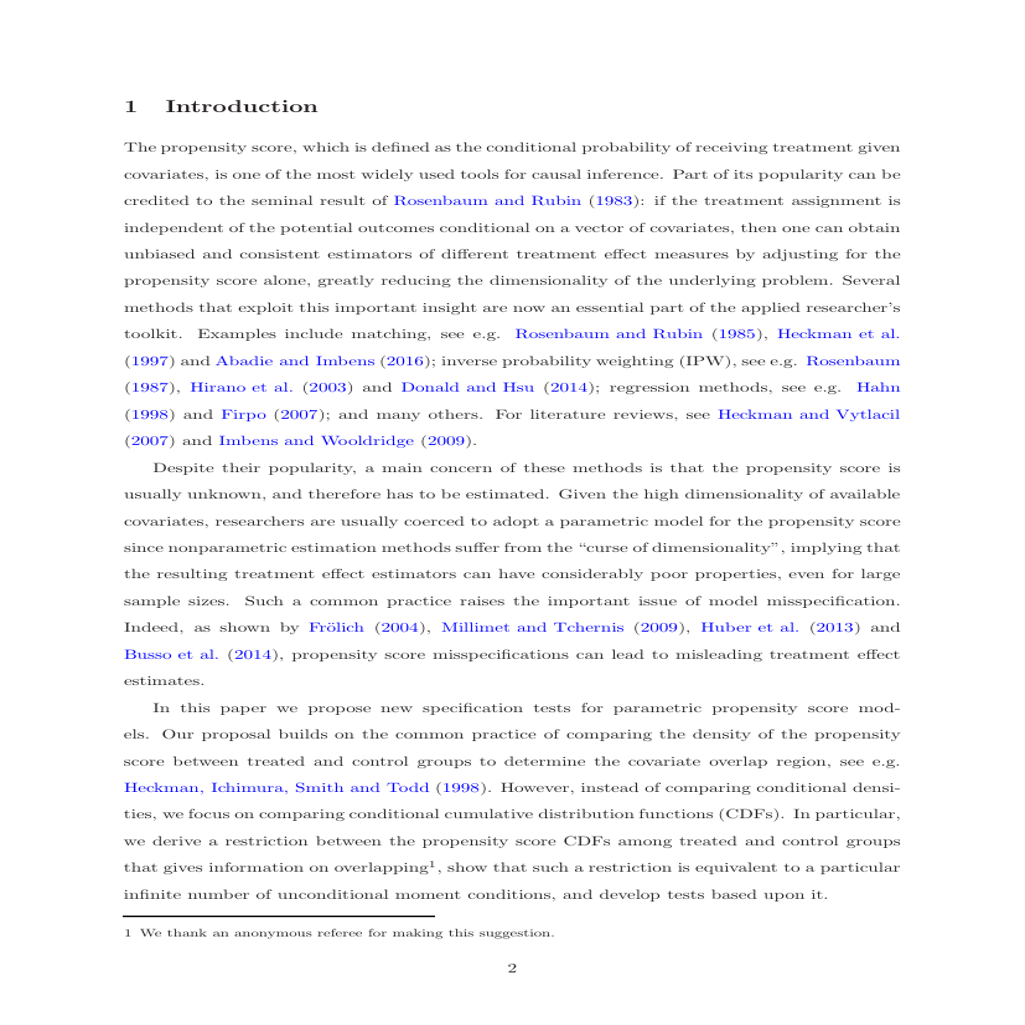 1 Introduction
The propensity score, which is defined as the conditional probability of receiving treatment given
covariates, is one of the most widely used tools for causal inference. Part of its popularity can be
credited to the seminal result of Rosenbaum and Rubin (1983): if the treatment assignment is
independent of the potential outcomes conditional on a vector of covariates, then one can obtain
unbiased and consistent estimators of different treatment effect measures by adjusting for the
propensity score alone, greatly reducing the dimensionality of the underlying problem. Several
methods that exploit this important insight are now an essential part of the applied researcher's
toolkit. Examples include matching, see e.g. Rosenbaum and Rubin (1985), Heckman et al.
(1997) and Abadie and Imbens (2016); inverse probability weighting (IPW), see e.g. Rosenbaum
(1987), Hirano et al. (2003) and Donald and Hsu (2014); regression methods, see e.g. Hahn
(1998) and Firpo (2007); and many others. For literature reviews, see Heckman and Vytlacil
(2007) and Imbens and Wooldridge (2009).
Despite their popularity, a main concern of these methods is that the propensity score is
usually unknown, and therefore has to be estimated. Given the high dimensionality of available
covariates, researchers are usually coerced to adopt a parametric model for the propensity score
since nonparametric estimation methods suffer from the “curse of dimensionality”, implying that
the resulting treatment effect estimators can have considerably poor properties, even for large
sample sizes. Such a common practice raises the important issue of model misspecification.
Indeed, as shown by Frölich (2004), Millimet and Tchernis (2009), Huber et al. (2013) and
Busso et al. (2014), propensity score misspecifications can lead to misleading treatment effect
estimates.
In this paper we propose new specification tests for parametric propensity score mod-
els. Our proposal builds on the common practice of comparing the density of the propensity
score between treated and control groups to determine the covariate overlap region, see e.g.
Heckman, Ichimura, Smith and Todd (1998). However, instead of comparing conditional densi-
ties, we focus on comparing conditional cumulative distribution functions (CDFs). In particular,
we derive a restriction between the propensity score CDFs among treated and control groups
that gives information on overlapping¹, show that such a restriction is equivalent to a particular
infinite number of unconditional moment conditions, and develop tests based upon it.
1 We thank an anonymous referee for making this suggestion.
2